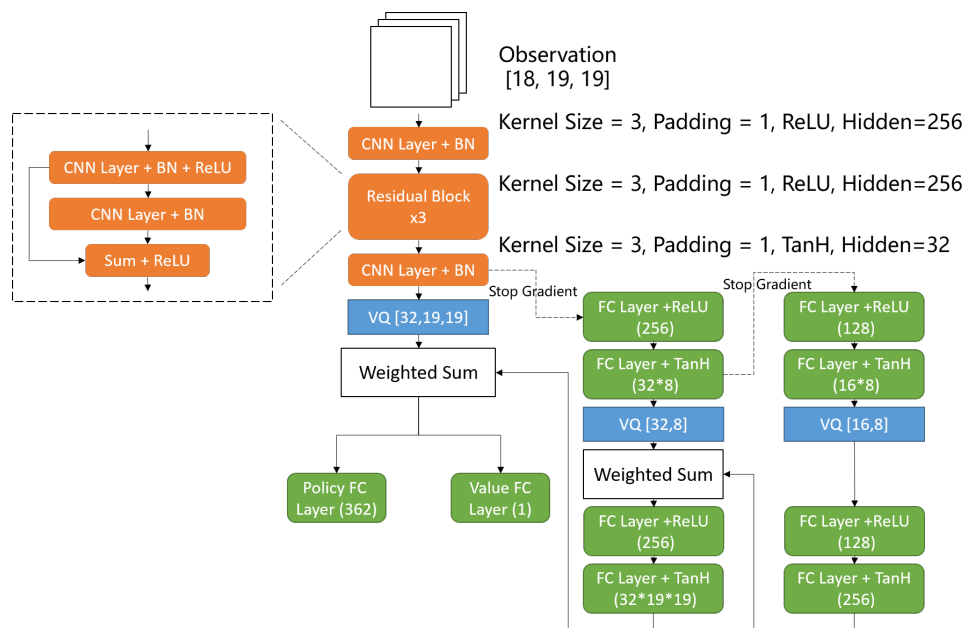 Observation
[18, 19, 19]
CNN Layer + BN
Kernel Size = 3, Padding = 1, ReLU, Hidden=256
Residual Block
x3
Kernel Size = 3, Padding = 1, ReLU, Hidden=256
CNN Layer + BN
Kernel Size = 3, Padding = 1, TanH, Hidden=32
CNN Layer + BN + ReLU
CNN Layer + BN
Sum + ReLU
VQ [32,19,19]
Weighted Sum
Policy FC
Layer (362)
Value FC
Layer (1)
Stop Gradient
FC Layer +ReLU
(256)
FC Layer + TanH
(32*8)
VQ [32,8]
Weighted Sum
FC Layer +ReLU
(256)
FC Layer + TanH
(32*19*19)
Stop Gradient
FC Layer +ReLU
(128)
FC Layer + TanH
(16*8)
VQ [16,8]
FC Layer +ReLU
(128)
FC Layer + TanH
(256)